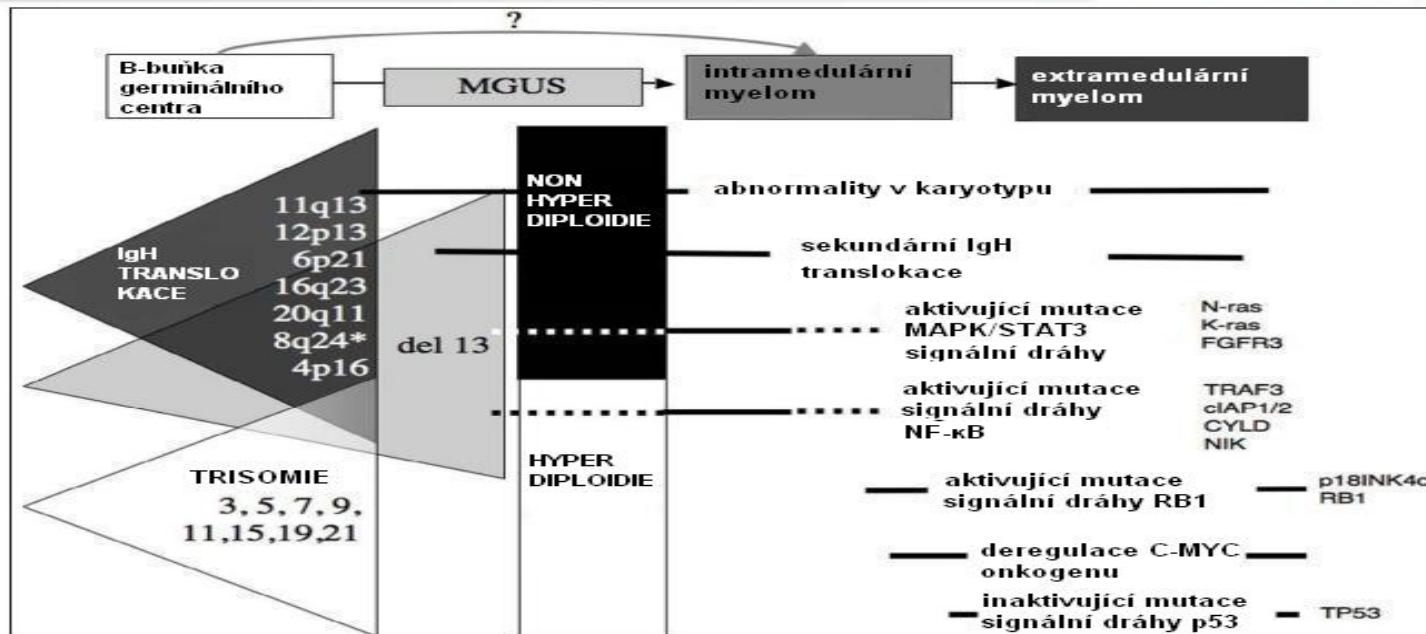 ?
B-buňka
germinálního
centra
MGUS
intramedulární
myelom
extramedulární
myelom
IgH
TRANSLO
KACE
11q13
12p13
6p21
16q23
20q11
8q24*
4p16
del 13
TRISOMIE
3, 5, 7, 9,
11,15,19,21
NON
HYPER
DIPLOIDIE
HYPER
DIPLOIDIE
abnormality v karyotypu
sekundární IgH
translokace
aktivující mutace
MAPK/STAT3
signální dráhy
N-ras
K-ras
FGFR3
aktivující mutace
signální dráhy
NF-κB
TRAF3
cIAP1/2
CYLD
NIK
aktivující mutace
signální dráhy RB1
p18INK4c
RB1
deregulace C-MYC
onkogenu
inaktivující mutace
signální dráhy p53
TP53